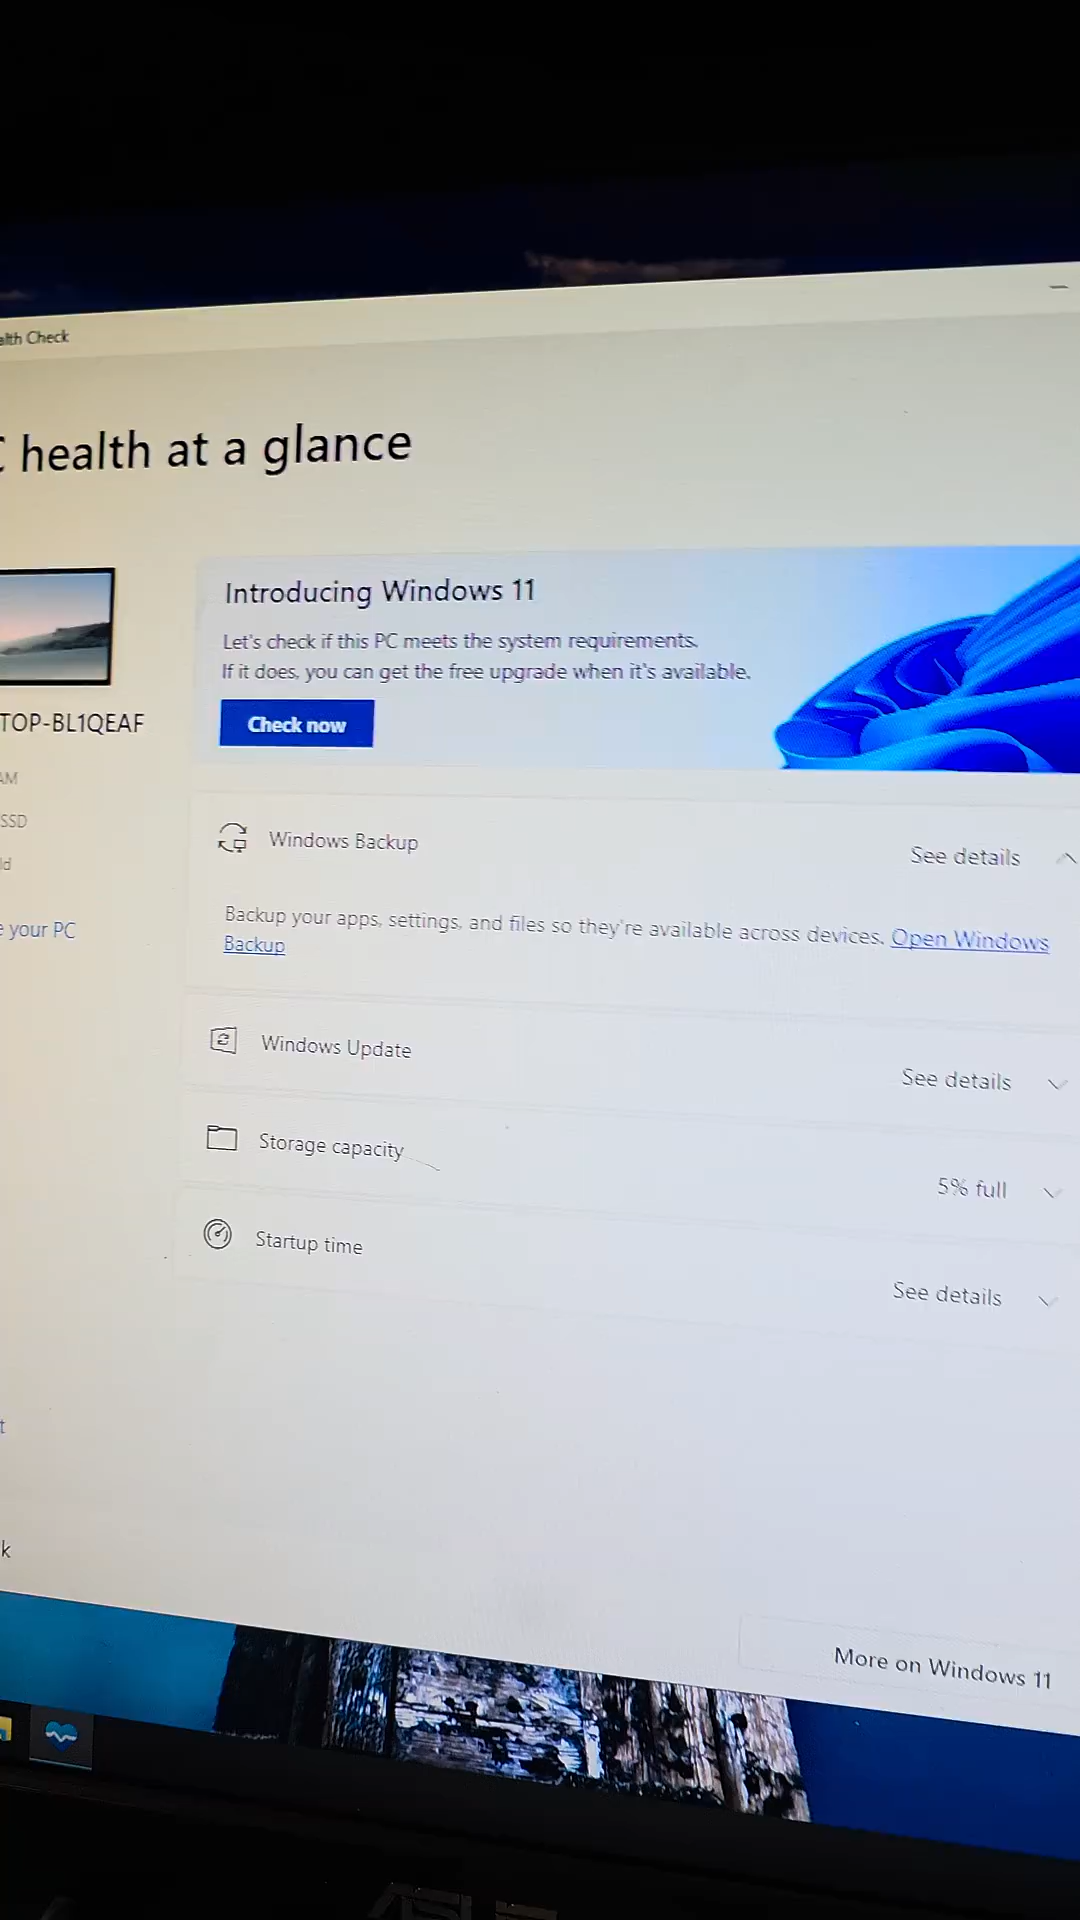 Health Check
health at a glance
Introducing Windows 11
Let's check if this PC meets the system requirements.
If it does, you can get the free upgrade when it's available.
Check now
TOP-BL1QEAF
AM
SSD
ld
e your PC
Windows Backup
See details
Backup your apps, settings, and files so they're available across devices. Open Windows
Backup
Windows Update
See details
Storage capacity
5% full
Startup time
See details
t
k
More on Windows 11